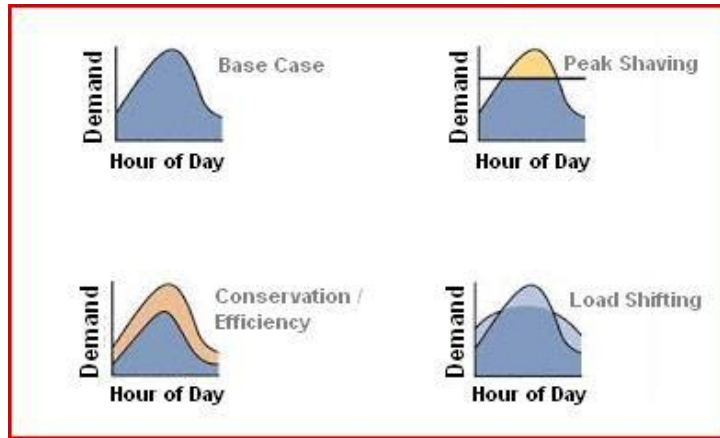 Demand
Base Case
Hour of Day
Demand
Peak Shaving
Hour of Day
Demand
Conservation /
Efficiency
Hour of Day
Demand
Load Shifting
Hour of Day